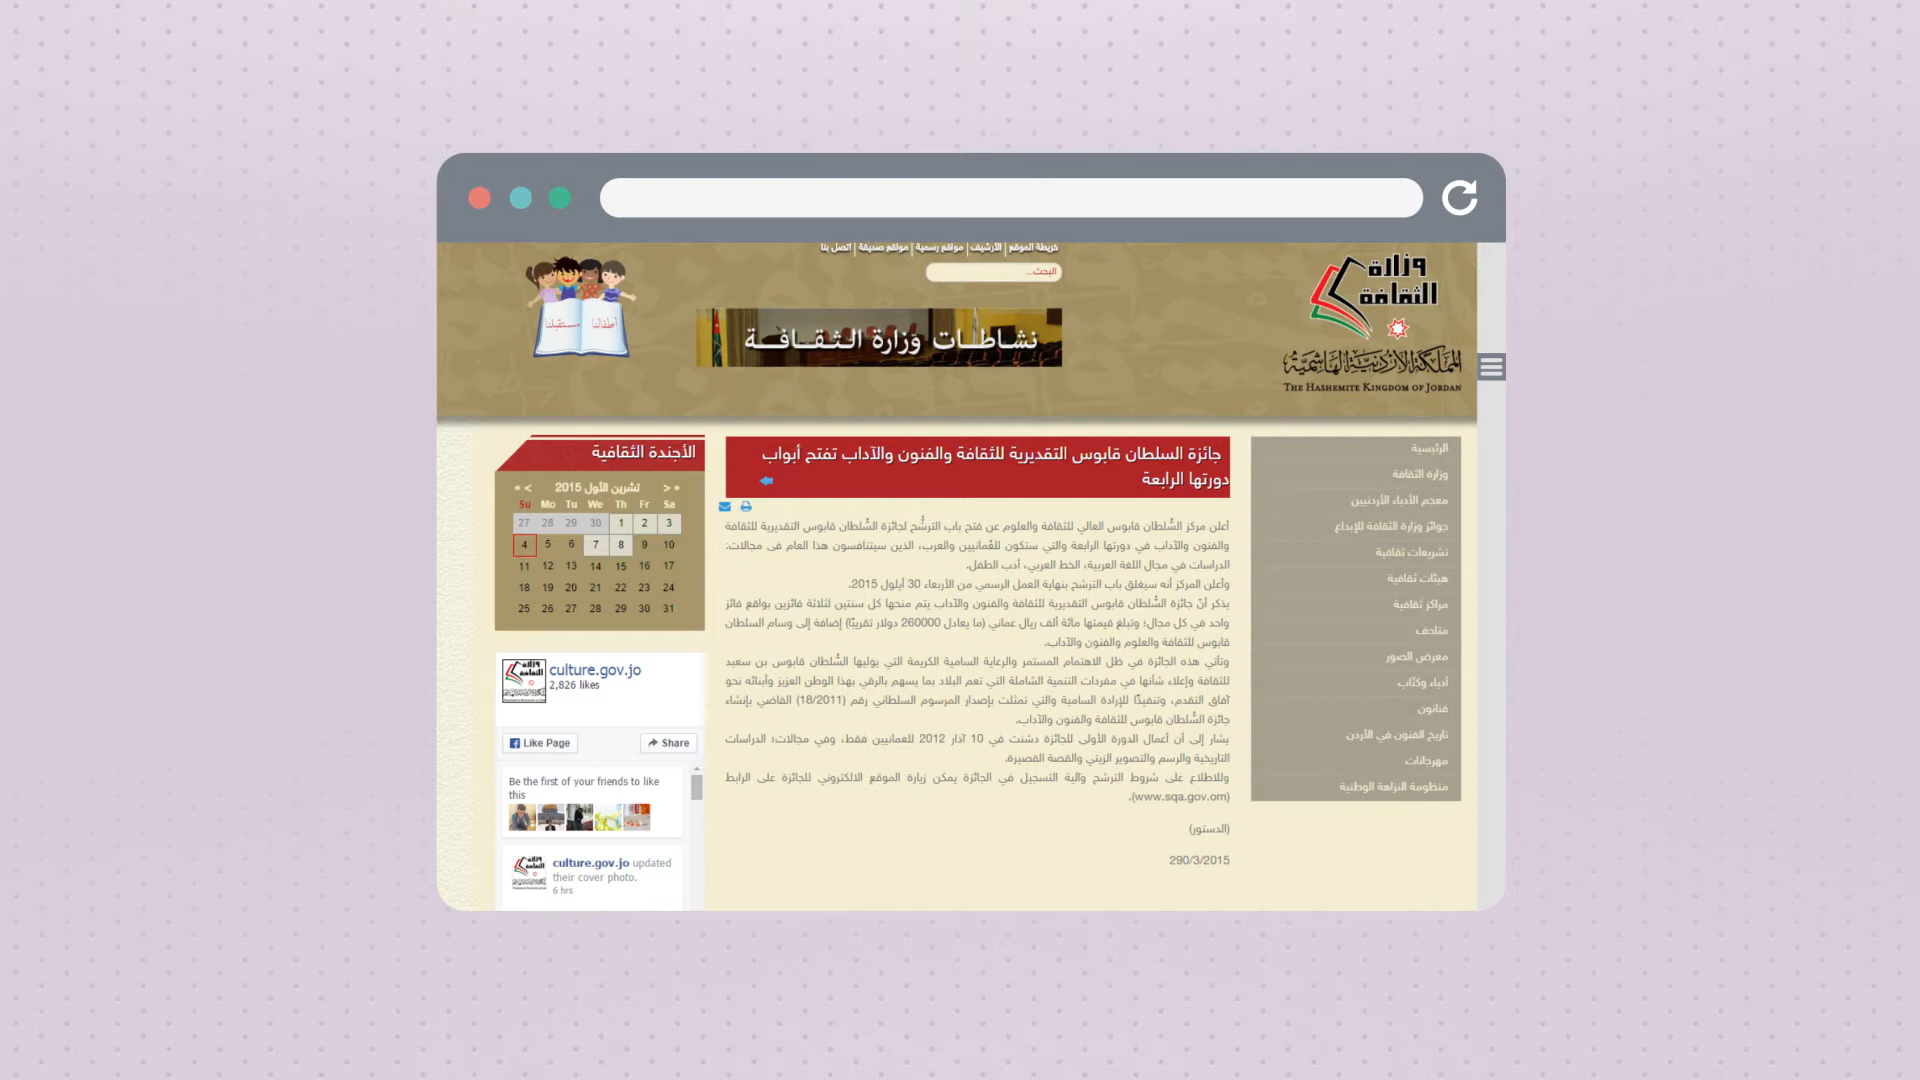 خريطة الموقع | الأرشيف | مواقع رسمية | مواقع صديقة | اتصل بنا
البحث...
وزارة
الثقافة
المملكة الأردنية الهاشمية
THE HASHEMITE KINGDOM OF JORDAN
نشاطات وزارة الثقافة
أطفالنا مستقبلنا
الرئيسية
وزارة الثقافة
معجم الأدباء الأردنيين
جوائز وزارة الثقافة للإبداع
تشريعات ثقافية
هيئات ثقافية
مراكز ثقافية
متاحف
معرض الصور
أدباء وكتّاب
فنانون
تاريخ الفنون في الأردن
مهرجانات
منظومة النزاهة الوطنية
جائزة السلطان قابوس التقديرية للثقافة والفنون والآداب تفتح أبواب
دورتها الرابعة
أعلن مركز السُّلطان قابوس العالي للثقافة والعلوم عن فتح باب الترشُّح لجائزة السُّلطان قابوس التقديرية للثقافة
والفنون والآداب في دورتها الرابعة والتي ستكون للعُمانيين والعرب، الذين سيتنافسون هذا العام في مجالات:
الدراسات في مجال اللغة العربية، الخط العربي، أدب الطفل.
وأعلن المركز أنه سيغلق باب الترشح بنهاية العمل الرسمي من الأربعاء 30 أيلول 2015.
يذكر أنّ جائزة السُّلطان قابوس التقديرية للثقافة والفنون والآداب يتم منحها كل سنتين لثلاثة فائزين بواقع فائز
واحد في كل مجال؛ وتبلغ قيمتها مائة ألف ريال عماني (ما يعادل 260000 دولار تقريبًا) إضافة إلى وسام السلطان
قابوس للثقافة والعلوم والفنون والآداب.
وتأتي هذه الجائزة في ظل الاهتمام المستمر والرعاية السامية الكريمة التي يوليها السُّلطان قابوس بن سعيد
للثقافة وإعلاء شأنها في مفردات التنمية الشاملة التي تعم البلاد بما يسهم بالرقي بهذا الوطن العزيز وأبنائه نحو
آفاق التقدم، وتنفيذًا للإرادة السامية والتي تمثلت بإصدار المرسوم السلطاني رقم (18/2011) القاضي بإنشاء
جائزة السُّلطان قابوس للثقافة والفنون والآداب.
يشار إلى أن أعمال الدورة الأولى للجائزة دشنت في 10 آذار 2012 للعمانيين فقط، وفي مجالات؛ الدراسات
التاريخية والرسم والتصوير الزيتي والقصة القصيرة.
وللاطلاع على شروط الترشح وآلية التسجيل في الجائزة يمكن زيارة الموقع الالكتروني للجائزة على الرابط
(www.sqa.gov.om).
(الدستور)
290/3/2015
الأجندة الثقافية
« < تشرين الأول 2015 > »
Su Mo Tu We Th Fr Sa
27 28 29 30 1 2 3
4 5 6 7 8 9 10
11 12 13 14 15 16 17
18 19 20 21 22 23 24
25 26 27 28 29 30 31
culture.gov.jo
2,826 likes
Like Page
Share
Be the first of your friends to like
this
culture.gov.jo updated
their cover photo.
6 hrs